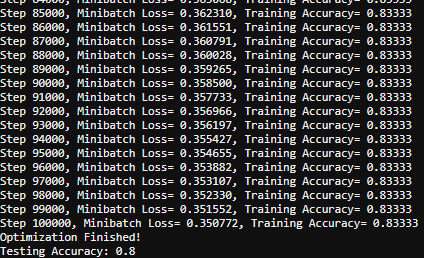 Step 85000, Minibatch Loss= 0.362310, Training Accuracy= 0.83333
Step 86000, Minibatch Loss= 0.361551, Training Accuracy= 0.83333
Step 87000, Minibatch Loss= 0.360791, Training Accuracy= 0.83333
Step 88000, Minibatch Loss= 0.360028, Training Accuracy= 0.83333
Step 89000, Minibatch Loss= 0.359265, Training Accuracy= 0.83333
Step 90000, Minibatch Loss= 0.358500, Training Accuracy= 0.83333
Step 91000, Minibatch Loss= 0.357733, Training Accuracy= 0.83333
Step 92000, Minibatch Loss= 0.356966, Training Accuracy= 0.83333
Step 93000, Minibatch Loss= 0.356197, Training Accuracy= 0.83333
Step 94000, Minibatch Loss= 0.355427, Training Accuracy= 0.83333
Step 95000, Minibatch Loss= 0.354655, Training Accuracy= 0.83333
Step 96000, Minibatch Loss= 0.353882, Training Accuracy= 0.83333
Step 97000, Minibatch Loss= 0.353107, Training Accuracy= 0.83333
Step 98000, Minibatch Loss= 0.352330, Training Accuracy= 0.83333
Step 99000, Minibatch Loss= 0.351552, Training Accuracy= 0.83333
Step 100000, Minibatch Loss= 0.350772, Training Accuracy= 0.83333
Optimization Finished!
Testing Accuracy: 0.8